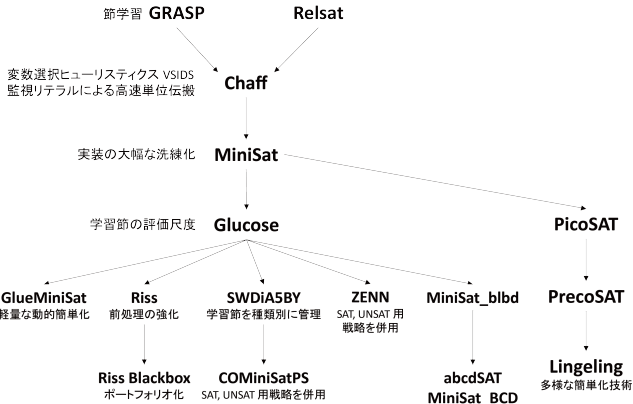 節学習 GRASP
Relsat
変数選択ヒューリスティクス VSIDS
監視リテラルによる高速単位伝搬
Chaff
実装の大幅な洗練化
MiniSat
学習節の評価尺度
Glucose
PicoSAT
GlueMiniSat
軽量な動的簡単化
Riss
前処理の強化
SWDiA5BY
学習節を種類別に管理
ZENN
SAT, UNSAT 用
戦略を併用
MiniSat_blbd
PrecoSAT
Riss Blackbox
ポートフォリオ化
COMiniSatPS
SAT, UNSAT 用戦略を併用
abcdSAT
MiniSat_BCD
Lingeling
多様な簡単化技術